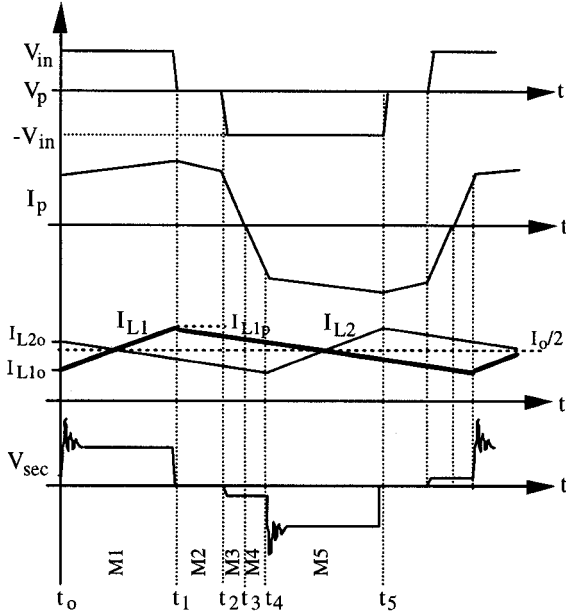 V_in
V_p
t
-V_in
I_p
t
I_L1 I_L1p I_L2
I_L2o
I_o/2
I_L1o
t
V_sec
t
M1 M2 M3 M4 M5
t_o t_1 t_2 t_3 t_4 t_5